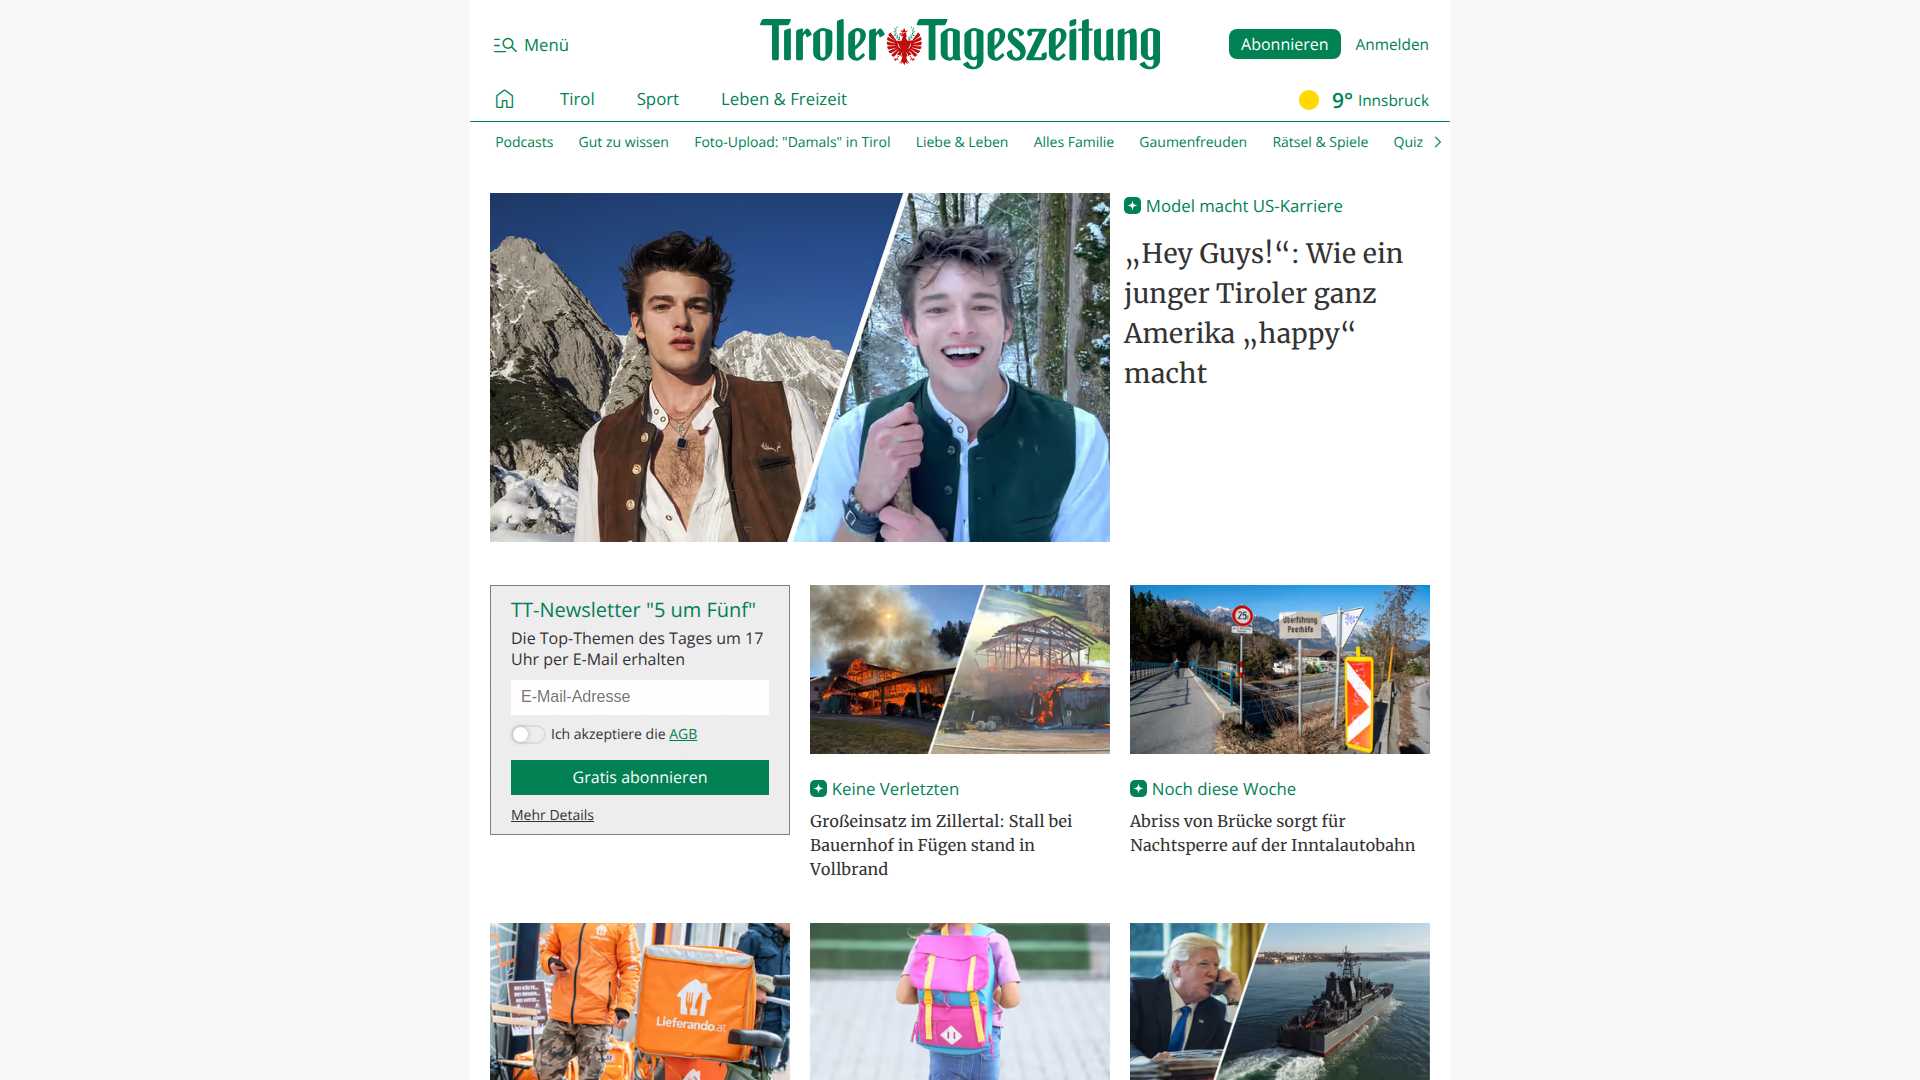 Menü
Tiroler Tageszeitung
Abonnieren
Anmelden
Tirol
Sport
Leben & Freizeit
9° Innsbruck
Podcasts
Gut zu wissen
Foto-Upload: "Damals" in Tirol
Liebe & Leben
Alles Familie
Gaumenfreuden
Rätsel & Spiele
Quiz
Model macht US-Karriere
„Hey Guys!“: Wie ein
junger Tiroler ganz
Amerika „happy“
macht
TT-Newsletter "5 um Fünf"
Die Top-Themen des Tages um 17
Uhr per E-Mail erhalten
E-Mail-Adresse
Ich akzeptiere die AGB
Gratis abonnieren
Mehr Details
Keine Verletzten
Großeinsatz im Zillertal: Stall bei
Bauernhof in Fügen stand in
Vollbrand
25
Überführung
Peerhöfe
Noch diese Woche
Abriss von Brücke sorgt für
Nachtsperre auf der Inntalautobahn
Lieferando.at